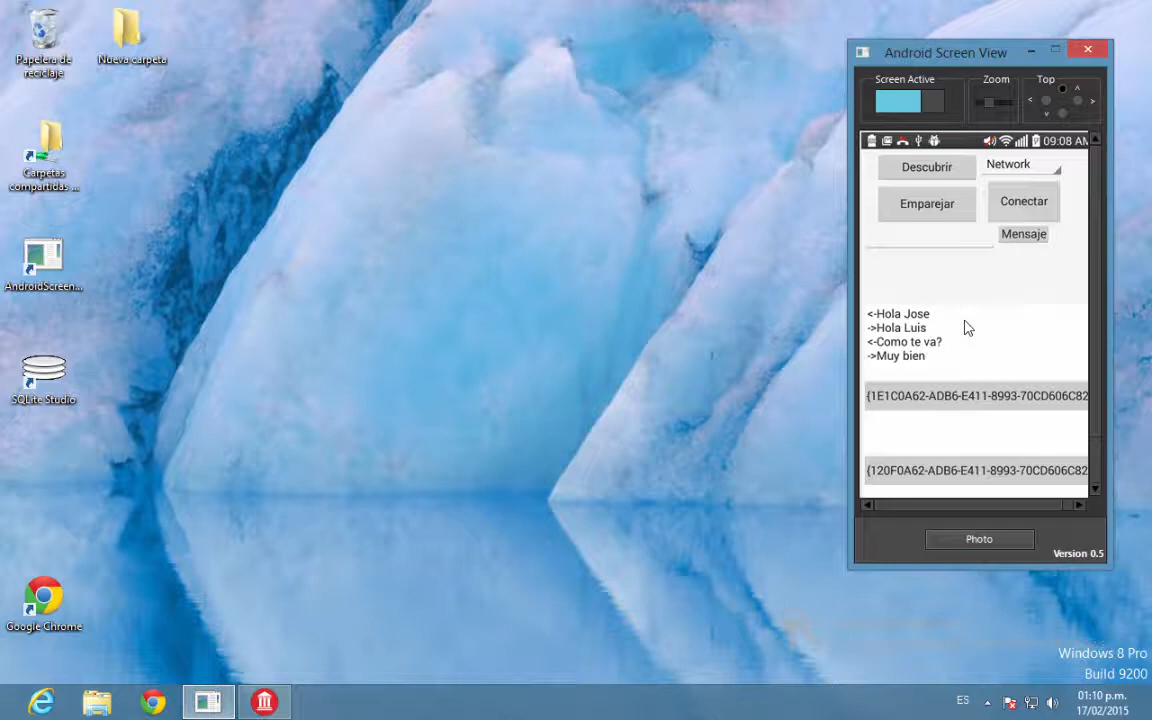 Papelera de
reciclaje
Nueva carpeta
Carpetas
compartidas ...
AndroidScreen...
SQLite Studio
Google Chrome
Android Screen View
Screen Active
Zoom
Top
09:08 AM
Descubrir
Network
Emparejar
Conectar
Mensaje
<-Hola Jose
->Hola Luis
<-Como te va?
->Muy bien
{1E1C0A62-ADB6-E411-8993-70CD606C82
{120F0A62-ADB6-E411-8993-70CD606C82
Photo
Version 0.5
Windows 8 Pro
Build 9200
ES
01:10 p.m.
17/02/2015